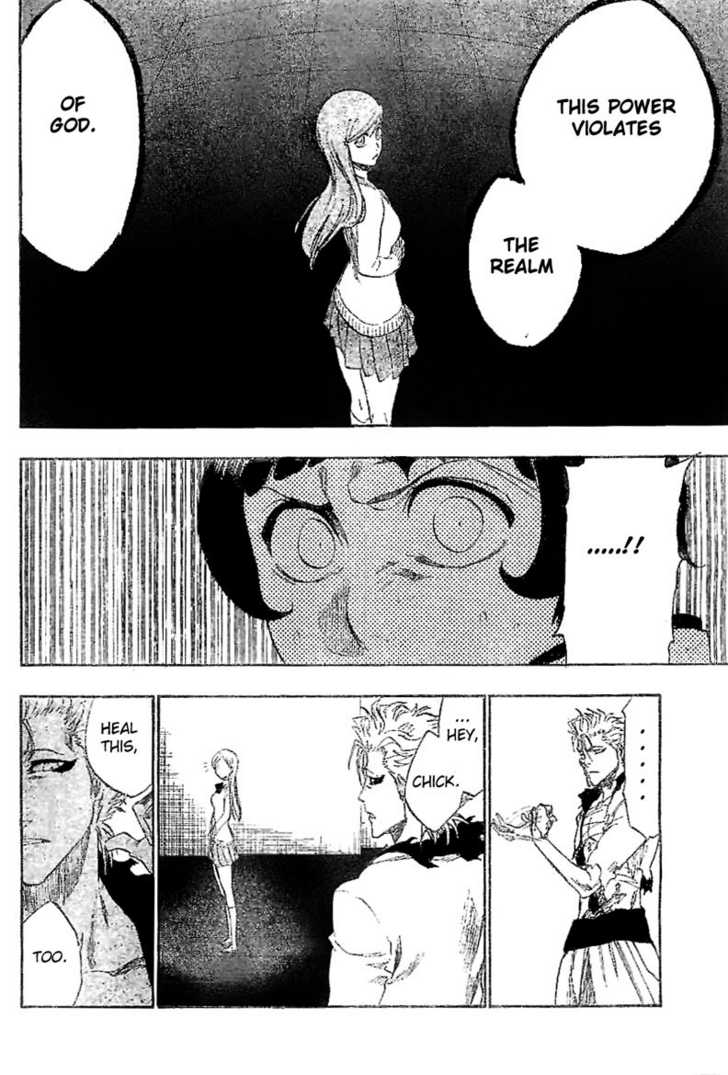 THIS POWER
VIOLATES
THE
REALM
OF
GOD.
.....!!
......
...
HEY,
CHICK.
HEAL
THIS,
TOO.